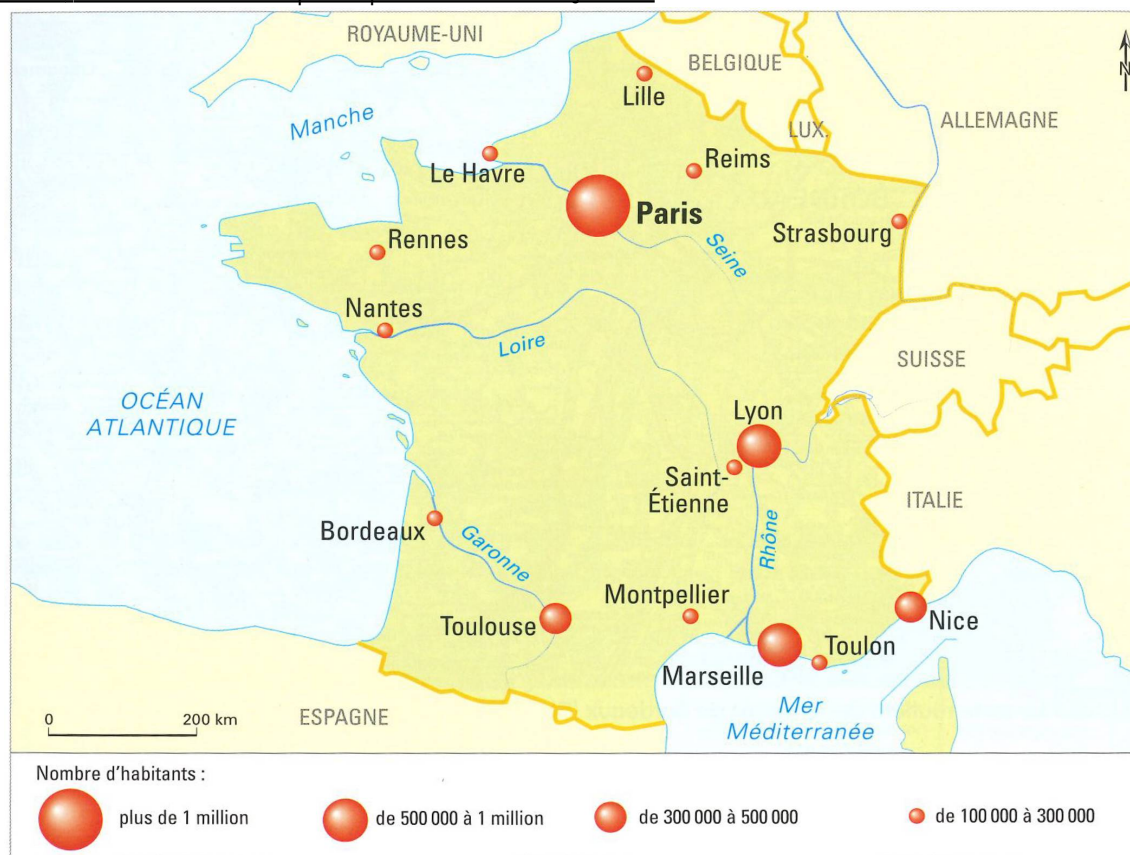 ROYAUME-UNI
BELGIQUE
N
Lille
ALLEMAGNE
Manche
LUX.
Le Havre
Reims
Paris
Strasbourg
Rennes
Seine
Nantes
Loire
SUISSE
OCÉAN
ATLANTIQUE
Lyon
Saint-
Étienne
ITALIE
Bordeaux
Garonne
Rhône
Montpellier
Toulouse
Nice
Toulon
Marseille
Mer
Méditerranée
0 200 km
ESPAGNE
Nombre d'habitants :
plus de 1 million
de 500 000 à 1 million
de 300 000 à 500 000
de 100 000 à 300 000